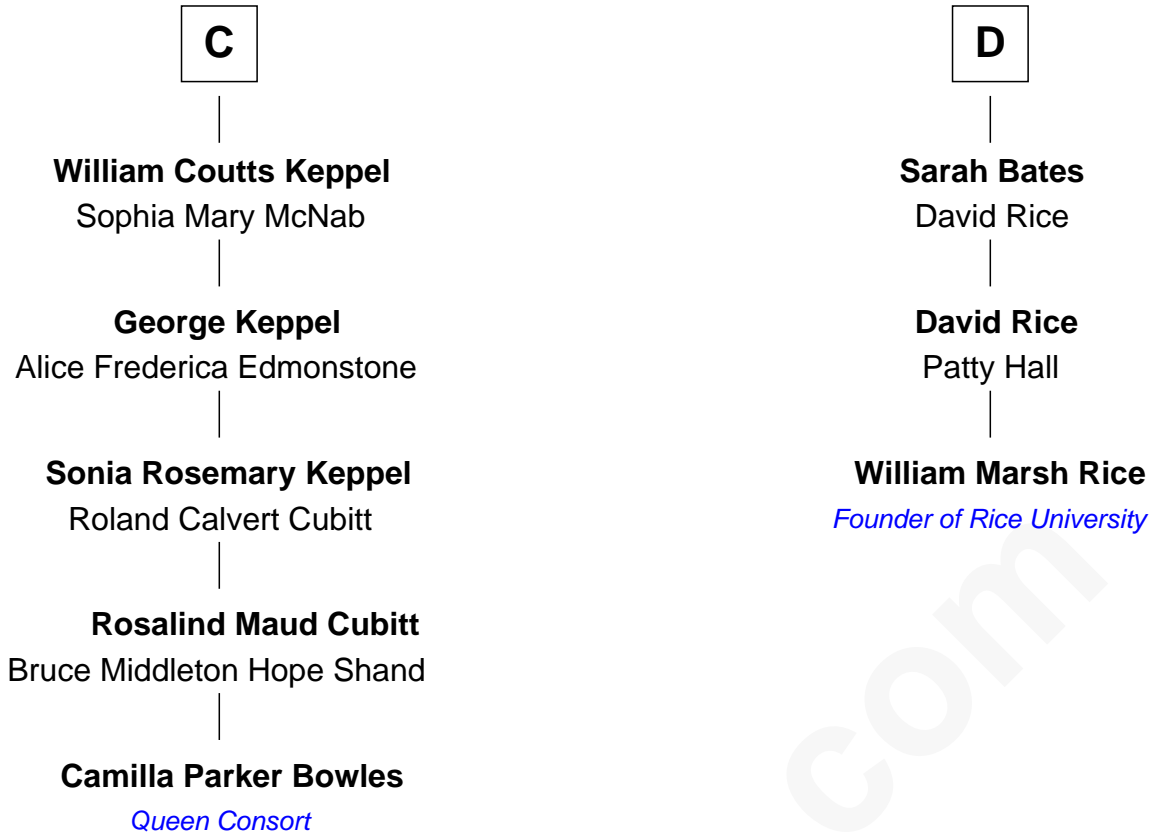 C
William Coutts Keppel
Sophia Mary McNab
George Keppel
Alice Frederica Edmonstone
Sonia Rosemary Keppel
Roland Calvert Cubitt
Rosalind Maud Cubitt
Bruce Middleton Hope Shand
Camilla Parker Bowles
Queen Consort
D
Sarah Bates
David Rice
David Rice
Patty Hall
William Marsh Rice
Founder of Rice University
com